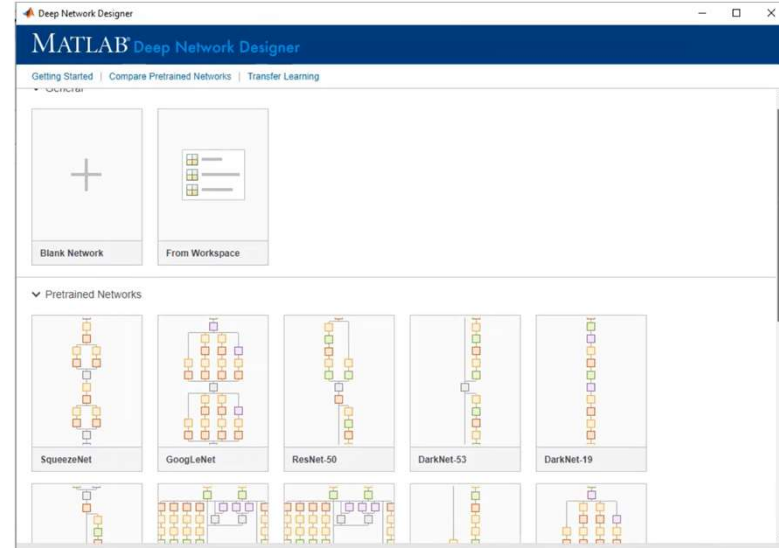 Deep Network Designer
MATLAB® Deep Network Designer
Getting Started | Compare Pretrained Networks | Transfer Learning
General
Blank Network
From Workspace
Pretrained Networks
SqueezeNet
GoogLeNet
ResNet-50
DarkNet-53
DarkNet-19